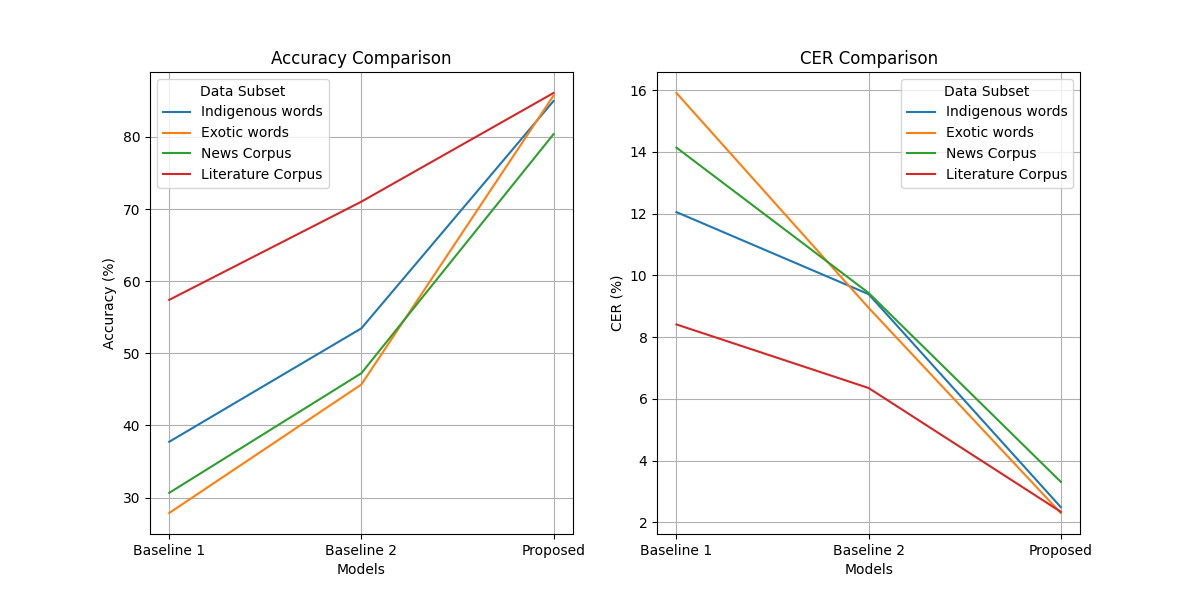 Accuracy Comparison
Data Subset
Indigenous words
Exotic words
News Corpus
Literature Corpus
Accuracy (%)
80
70
60
50
40
30
Baseline 1
Baseline 2
Proposed
Models
CER Comparison
Data Subset
Indigenous words
Exotic words
News Corpus
Literature Corpus
CER (%)
16
14
12
10
8
6
4
2
Baseline 1
Baseline 2
Proposed
Models